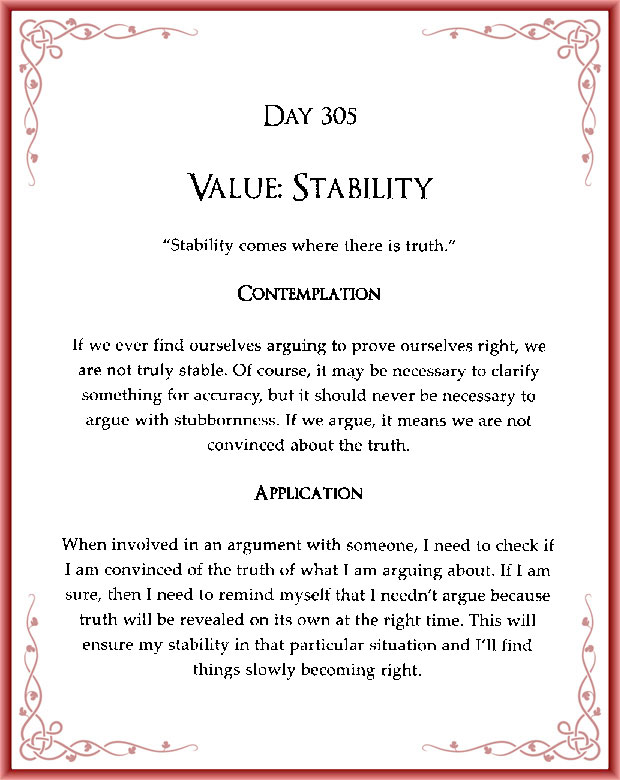 Day 305
Value: Stability
“Stability comes where there is truth.”
Contemplation
If we ever find ourselves arguing to prove ourselves right, we
are not truly stable. Of course, it may be necessary to clarify
something for accuracy, but it should never be necessary to
argue with stubbornness. If we argue, it means we are not
convinced about the truth.
Application
When involved in an argument with someone, I need to check if
I am convinced of the truth of what I am arguing about. If I am
sure, then I need to remind myself that I needn’t argue because
truth will be revealed on its own at the right time. This will
ensure my stability in that particular situation and I’ll find
things slowly becoming right.